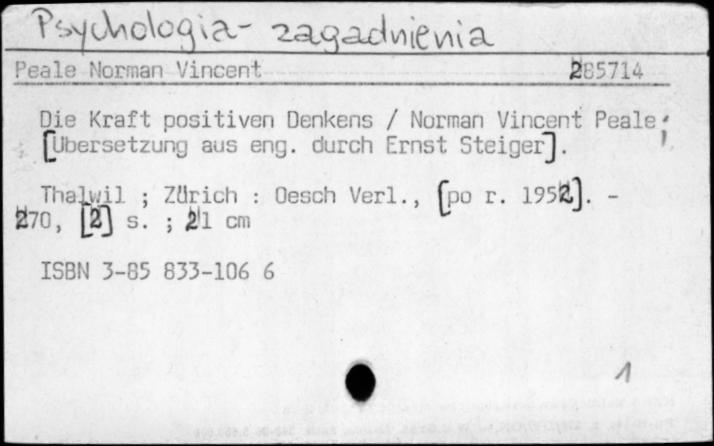 Psychologia - zagadnienia
Peale Norman Vincent 285714
Die Kraft positiven Denkens / Norman Vincent Peale ;
[Übersetzung aus eng. durch Ernst Steiger].
Thalwil ; Zürich : Oesch Verl., [po r. 1952]. -
270, [2] s. ; 21 cm
ISBN 3-85 833-106 6
1